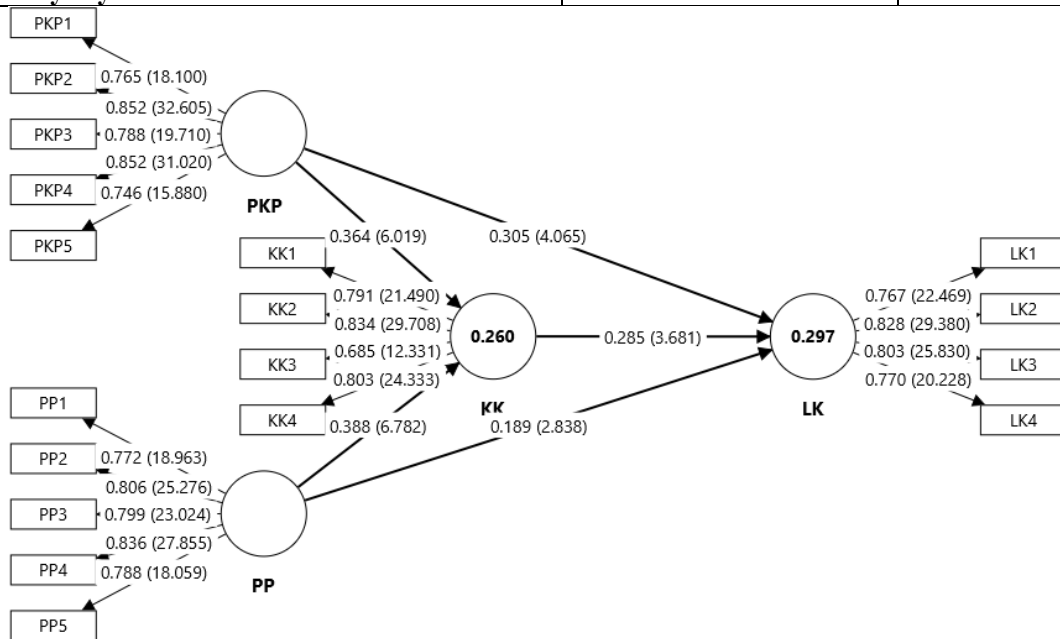 PKP1
PKP2
PKP3
PKP4
PKP5
0.765 (18.100)
0.852 (32.605)
0.788 (19.710)
0.852 (31.020)
0.746 (15.880)
PKP
0.364 (6.019)
0.305 (4.065)
KK1
KK2
KK3
KK4
0.791 (21.490)
0.834 (29.708)
0.685 (12.331)
0.803 (24.333)
0.260
KK
0.285 (3.681)
0.297
LK
0.767 (22.469)
0.828 (29.380)
0.803 (25.830)
0.770 (20.228)
LK1
LK2
LK3
LK4
0.388 (6.782)
0.189 (2.838)
PP1
PP2
PP3
PP4
PP5
0.772 (18.963)
0.806 (25.276)
0.799 (23.024)
0.836 (27.855)
0.788 (18.059)
PP